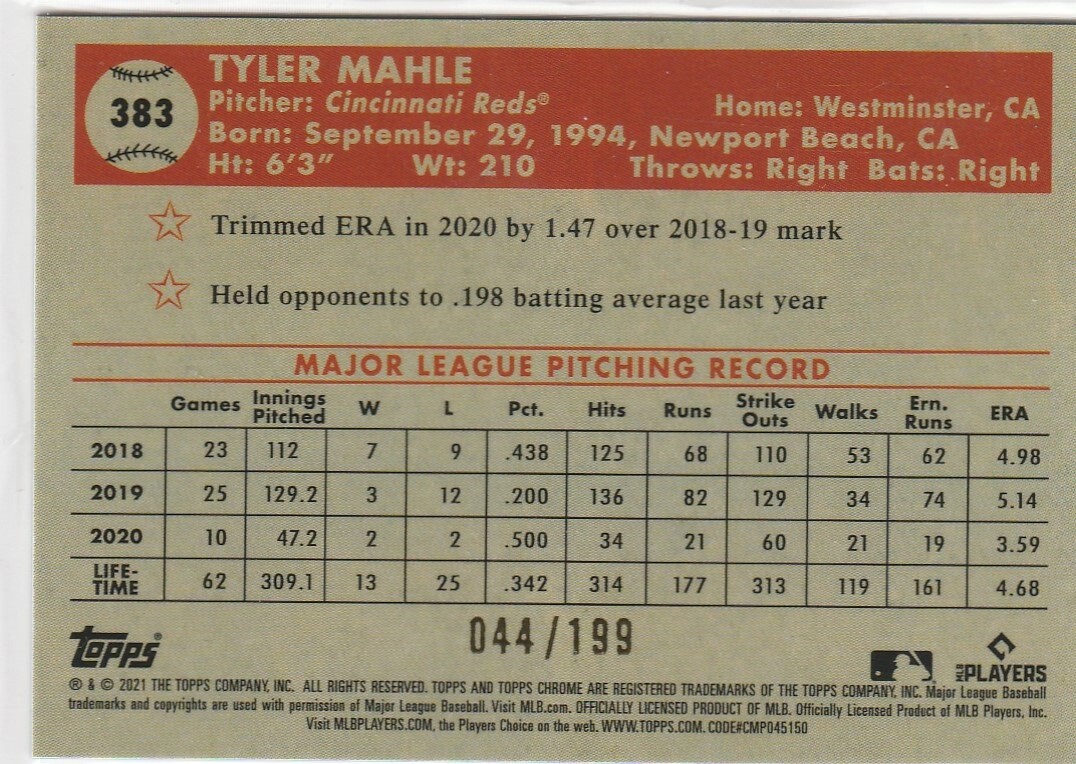 383
TYLER MAHLE
Pitcher: Cincinnati Reds® Home: Westminster, CA
Born: September 29, 1994, Newport Beach, CA
Ht: 6'3" Wt: 210 Throws: Right Bats: Right
Trimmed ERA in 2020 by 1.47 over 2018-19 mark
Held opponents to .198 batting average last year
MAJOR LEAGUE PITCHING RECORD
Games Innings Pitched W L Pct. Hits Runs Strike Outs Walks Ern. Runs ERA
2018 23 112 7 9 .438 125 68 110 53 62 4.98
2019 25 129.2 3 12 .200 136 82 129 34 74 5.14
2020 10 47.2 2 2 .500 34 21 60 21 19 3.59
LIFE-TIME 62 309.1 13 25 .342 314 177 313 119 161 4.68
044/199
topps® MLB PLAYERS
® & © 2021 THE TOPPS COMPANY, INC. ALL RIGHTS RESERVED. TOPPS AND TOPPS CHROME ARE REGISTERED TRADEMARKS OF THE TOPPS COMPANY, INC. Major League Baseball
trademarks and copyrights are used with permission of Major League Baseball. Visit MLB.com. OFFICIALLY LICENSED PRODUCT OF MLB. Officially Licensed Product of MLB Players, Inc.
Visit MLBPLAYERS.COM, the Players Choice on the web. WWW.TOPPS.COM. CODE#CMP045150